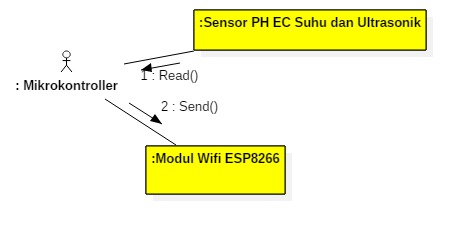 :Sensor PH EC Suhu dan Ultrasonik
1 : Read()
: Mikrokontroller
2 : Send()
:Modul Wifi ESP8266